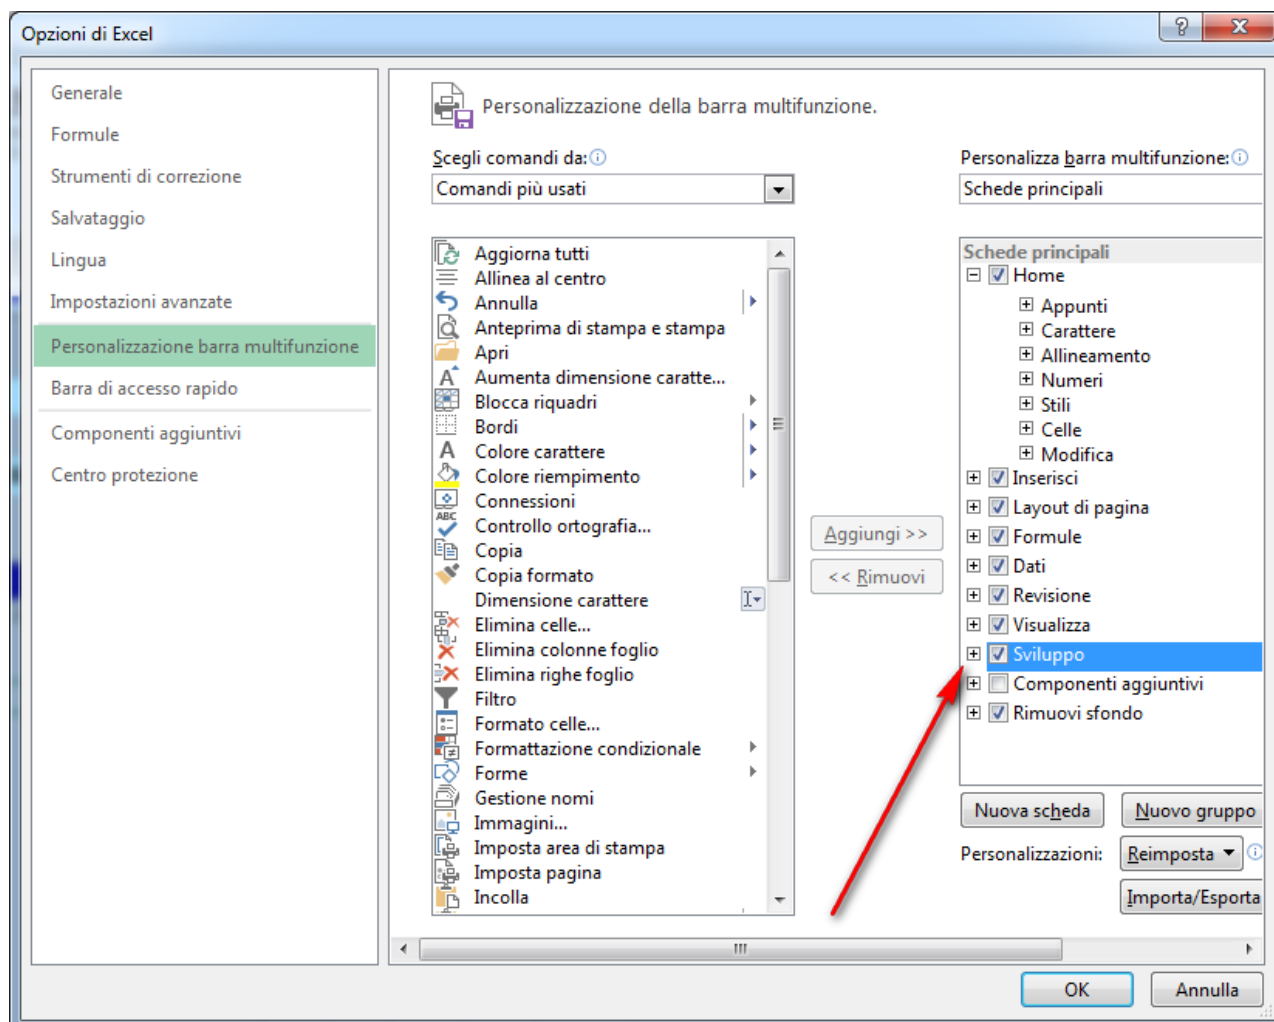 Opzioni di Excel
Generale
Formule
Strumenti di correzione
Salvataggio
Lingua
Impostazioni avanzate
Personalizzazione barra multifunzione
Barra di accesso rapido
Componenti aggiuntivi
Centro protezione
Personalizzazione della barra multifunzione.
Scegli comandi da:
Comandi più usati
Aggiorna tutti
Allinea al centro
Annulla
Anteprima di stampa e stampa
Apri
Aumenta dimensione caratte...
Blocca riquadri
Bordi
Colore carattere
Colore riempimento
Connessioni
Controllo ortografia...
Copia
Copia formato
Dimensione carattere
Elimina celle...
Elimina colonne foglio
Elimina righe foglio
Filtro
Formato celle...
Formattazione condizionale
Forme
Gestione nomi
Immagini...
Imposta area di stampa
Imposta pagina
Incolla
Aggiungi >>
<< Rimuovi
Personalizza barra multifunzione:
Schede principali
Schede principali
Home
Appunti
Carattere
Allineamento
Numeri
Stili
Celle
Modifica
Inserisci
Layout di pagina
Formule
Dati
Revisione
Visualizza
Sviluppo
Componenti aggiuntivi
Rimuovi sfondo
Nuova scheda
Nuovo gruppo
Personalizzazioni:
Reimposta
Importa/Esporta
OK
Annulla